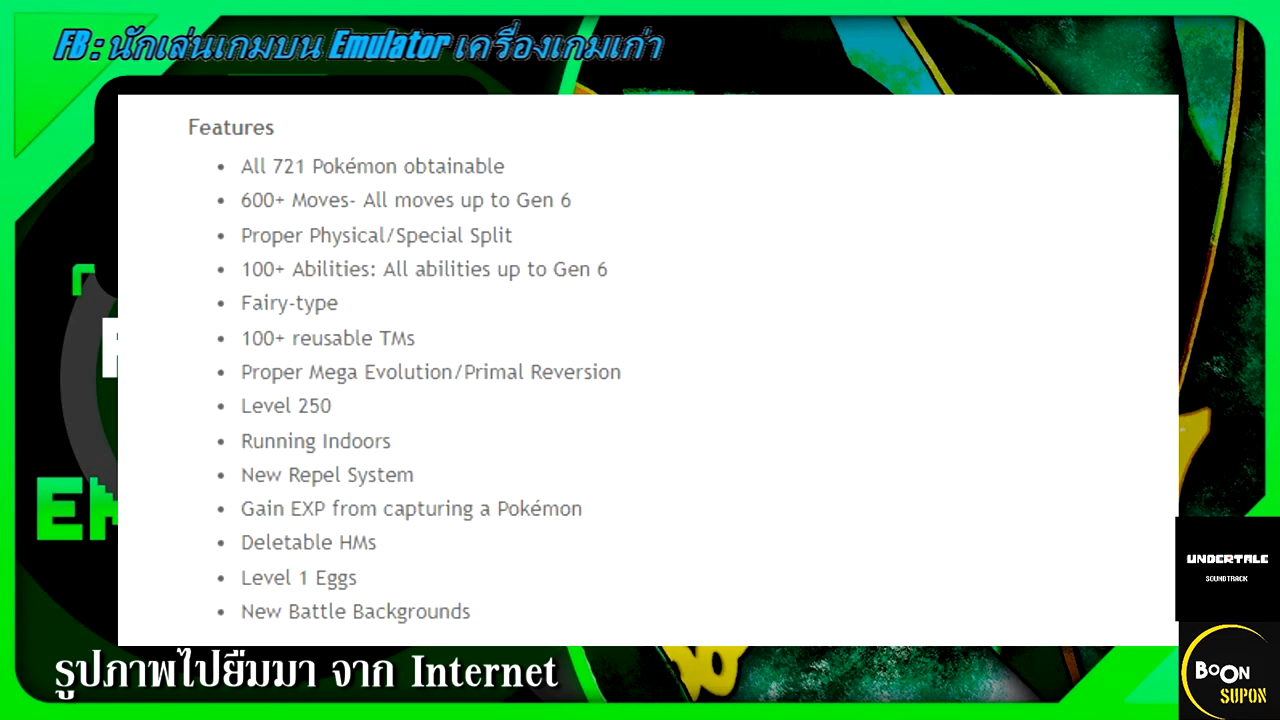 FB : นักเล่นเกมบน Emulator เครื่องเกมเก่า
Features
• All 721 Pokémon obtainable
• 600+ Moves- All moves up to Gen 6
• Proper Physical/Special Split
• 100+ Abilities: All abilities up to Gen 6
• Fairy-type
• 100+ reusable TMs
• Proper Mega Evolution/Primal Reversion
• Level 250
• Running Indoors
• New Repel System
• Gain EXP from capturing a Pokémon
• Deletable HMs
• Level 1 Eggs
• New Battle Backgrounds
UNDERTALE
SOUNDTRACK
รูปภาพไปยืมมา จาก Internet
BOON
SUPON